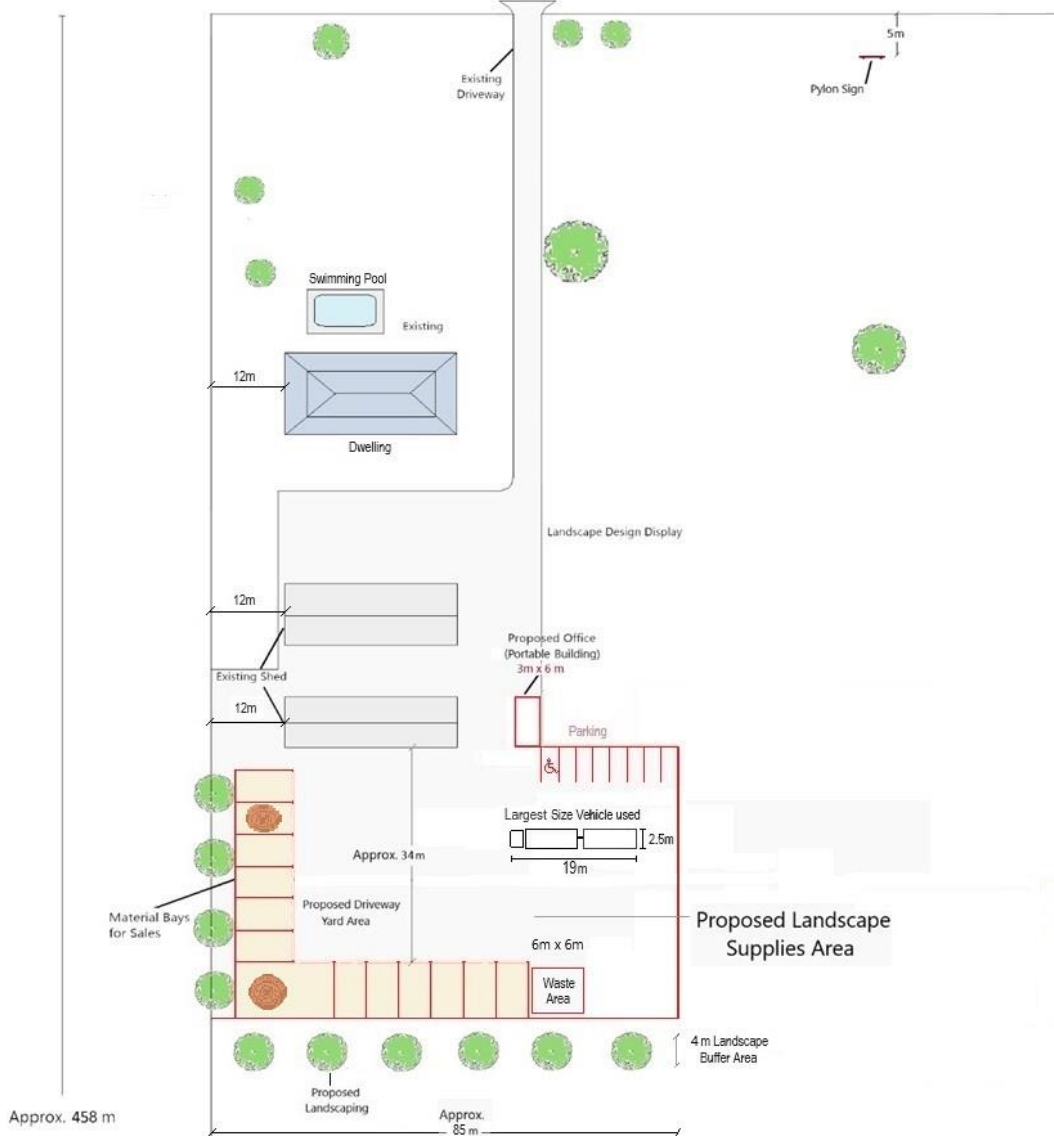 5m
Existing
Driveway
Pylon Sign
Swimming Pool
Existing
12m
Dwelling
Landscape Design Display
12m
Proposed Office
(Portable Building)
3m x 6 m
Existing Shed
12m
Parking
Largest Size Vehicle used
2.5m
19m
Approx. 34m
Material Bays
for Sales
Proposed Driveway
Yard Area
Proposed Landscape
Supplies Area
6m x 6m
Waste
Area
4 m Landscape
Buffer Area
Proposed
Landscaping
Approx. 458 m
Approx.
85 m